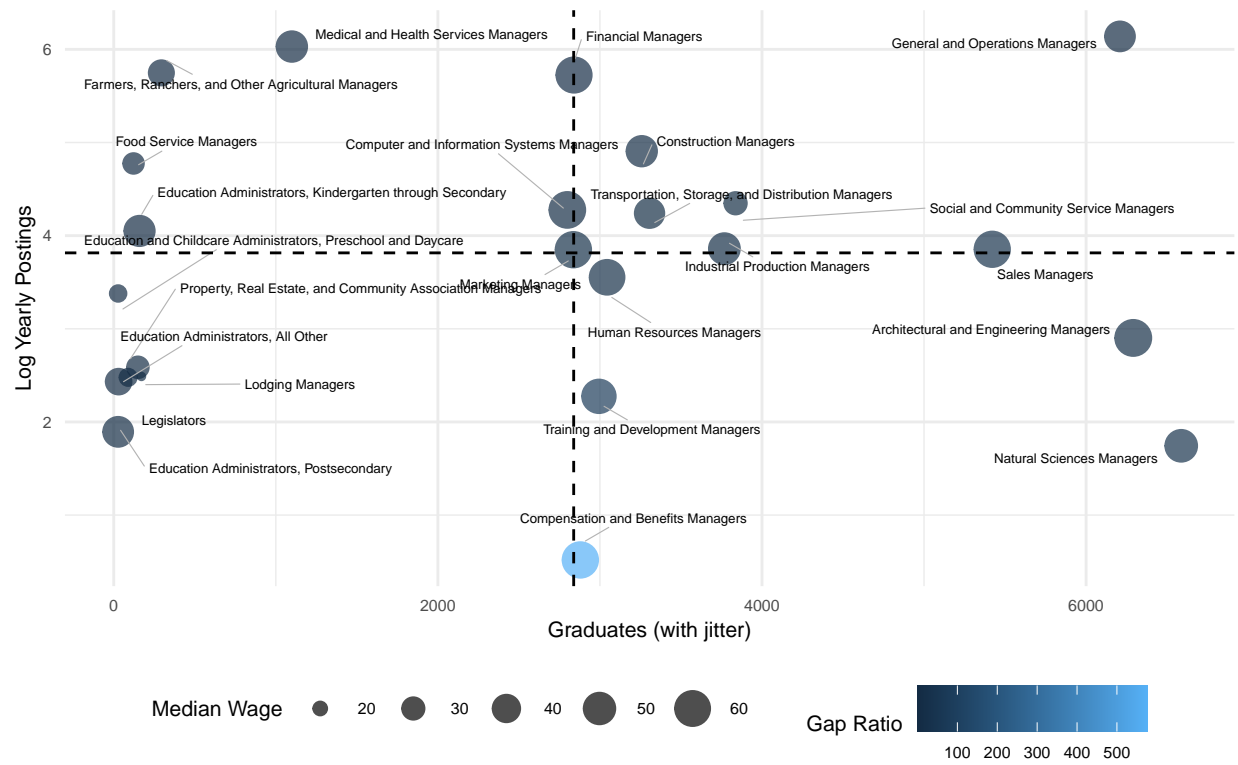 Medical and Health Services Managers
Financial Managers
General and Operations Managers
6
Farmers, Ranchers, and Other Agricultural Managers
Food Service Managers
Computer and Information Systems Managers
Construction Managers
Education Administrators, Kindergarten through Secondary
Transportation, Storage, and Distribution Managers
Social and Community Service Managers
4
Education and Childcare Administrators, Preschool and Daycare
Industrial Production Managers
Sales Managers
Marketing Managers
Property, Real Estate, and Community Association Managers
Human Resources Managers
Architectural and Engineering Managers
Education Administrators, All Other
Lodging Managers
2
Legislators
Training and Development Managers
Education Administrators, Postsecondary
Natural Sciences Managers
Compensation and Benefits Managers
Log Yearly Postings
0 2000 4000 6000
Graduates (with jitter)
Median Wage 20 30 40 50 60
Gap Ratio
100 200 300 400 500